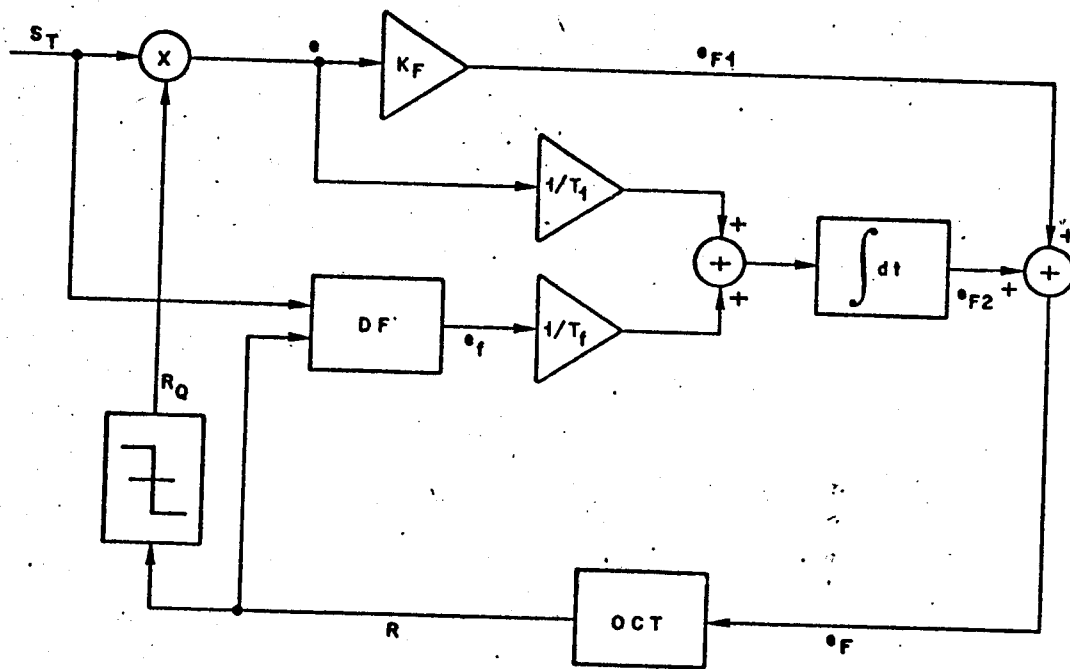 S_T
X
e
K_F
e_F1
1/T_1
+
+
+
∫dt
+
+
+
e_F2
DF
e_f
1/T_f
R_Q
R
OCT
e_F